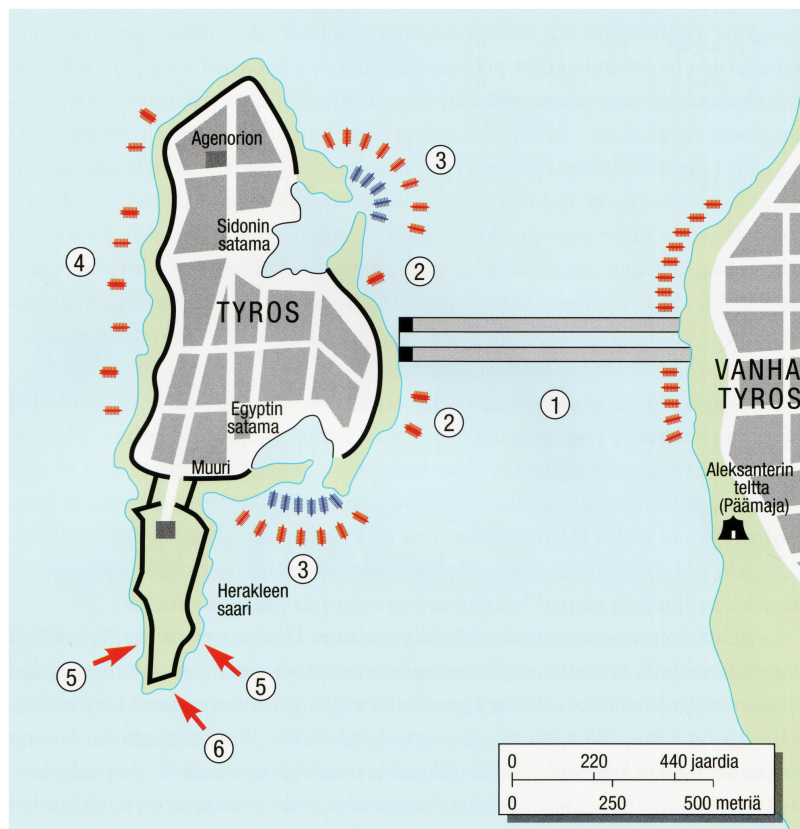 Agenorion
3
Sidonin
satama
4
2
TYROS
VANHA
TYROS
Egyptin
satama
1
2
Muuri
Aleksanterin
teltta
(Päämaja)
3
Herakleen
saari
5
5
6
0 220 440 jaardia
0 250 500 metriä